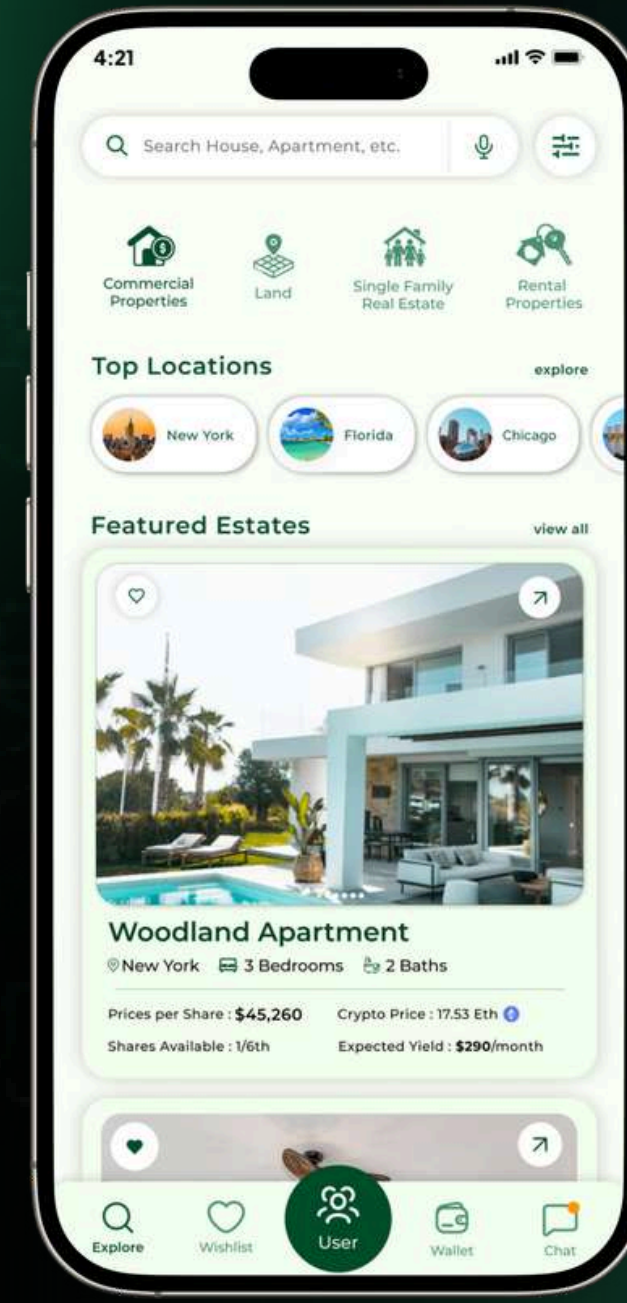 4:21
Search House, Apartment, etc.
Commercial
Properties
Land
Single Family
Real Estate
Rental
Properties
Top Locations
explore
New York
Florida
Chicago
Featured Estates
view all
Woodland Apartment
New York 3 Bedrooms 2 Baths
Prices per Share : $45,260 Crypto Price : 17.53 Eth
Shares Available : 1/6th Expected Yield : $290/month
Explore
Wishlist
User
Wallet
Chat